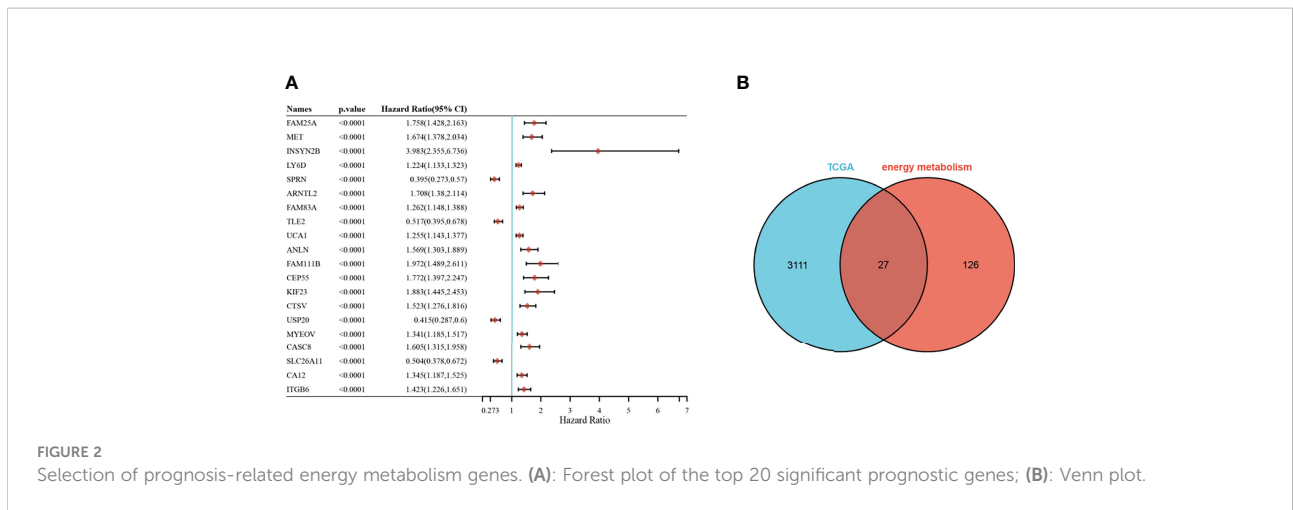 A
Names p.value Hazard Ratio(95% CI)
FAM25A <0.0001 1.758(1.428,2.163)
MET <0.0001 1.674(1.378,2.034)
INSYN2B <0.0001 3.983(2.355,6.736)
LY6D <0.0001 1.224(1.133,1.323)
SPRN <0.0001 0.395(0.273,0.57)
ARNTL2 <0.0001 1.708(1.38,2.114)
FAM83A <0.0001 1.262(1.148,1.388)
TLE2 <0.0001 0.517(0.395,0.678)
UCA1 <0.0001 1.255(1.143,1.377)
ANLN <0.0001 1.569(1.303,1.889)
FAM111B <0.0001 1.972(1.489,2.611)
CEP55 <0.0001 1.772(1.397,2.247)
KIF23 <0.0001 1.883(1.445,2.453)
CTSV <0.0001 1.523(1.276,1.816)
USP20 <0.0001 0.415(0.287,0.6)
MYEOV <0.0001 1.341(1.185,1.517)
CASC8 <0.0001 1.605(1.315,1.958)
SLC26A11 <0.0001 0.504(0.378,0.672)
CA12 <0.0001 1.345(1.187,1.525)
ITGB6 <0.0001 1.423(1.226,1.651)
0.273 1 2 3 4 5 6 7
Hazard Ratio
B
TCGA energy metabolism
3111 27 126
FIGURE 2
Selection of prognosis-related energy metabolism genes. (A): Forest plot of the top 20 significant prognostic genes; (B): Venn plot.